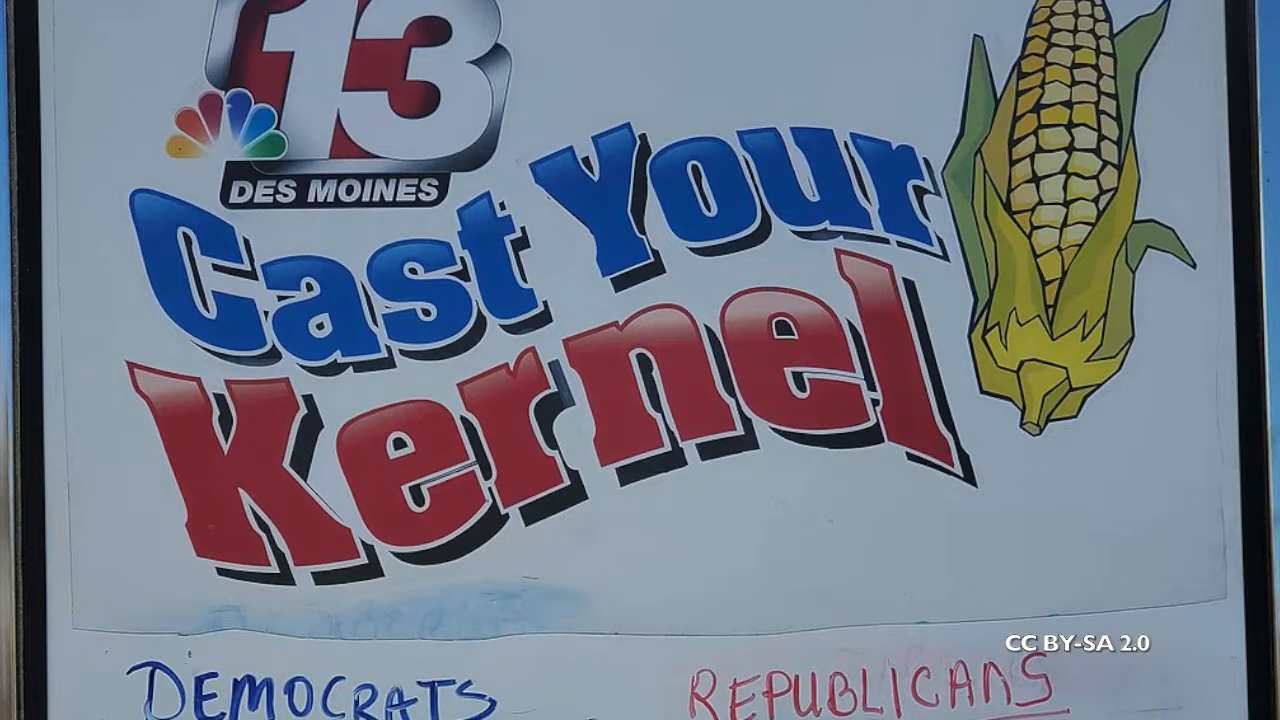 13
DES MOINES
Cast Your
Kernel
CC BY-SA 2.0
DEMOCRATS
REPUBLICANS